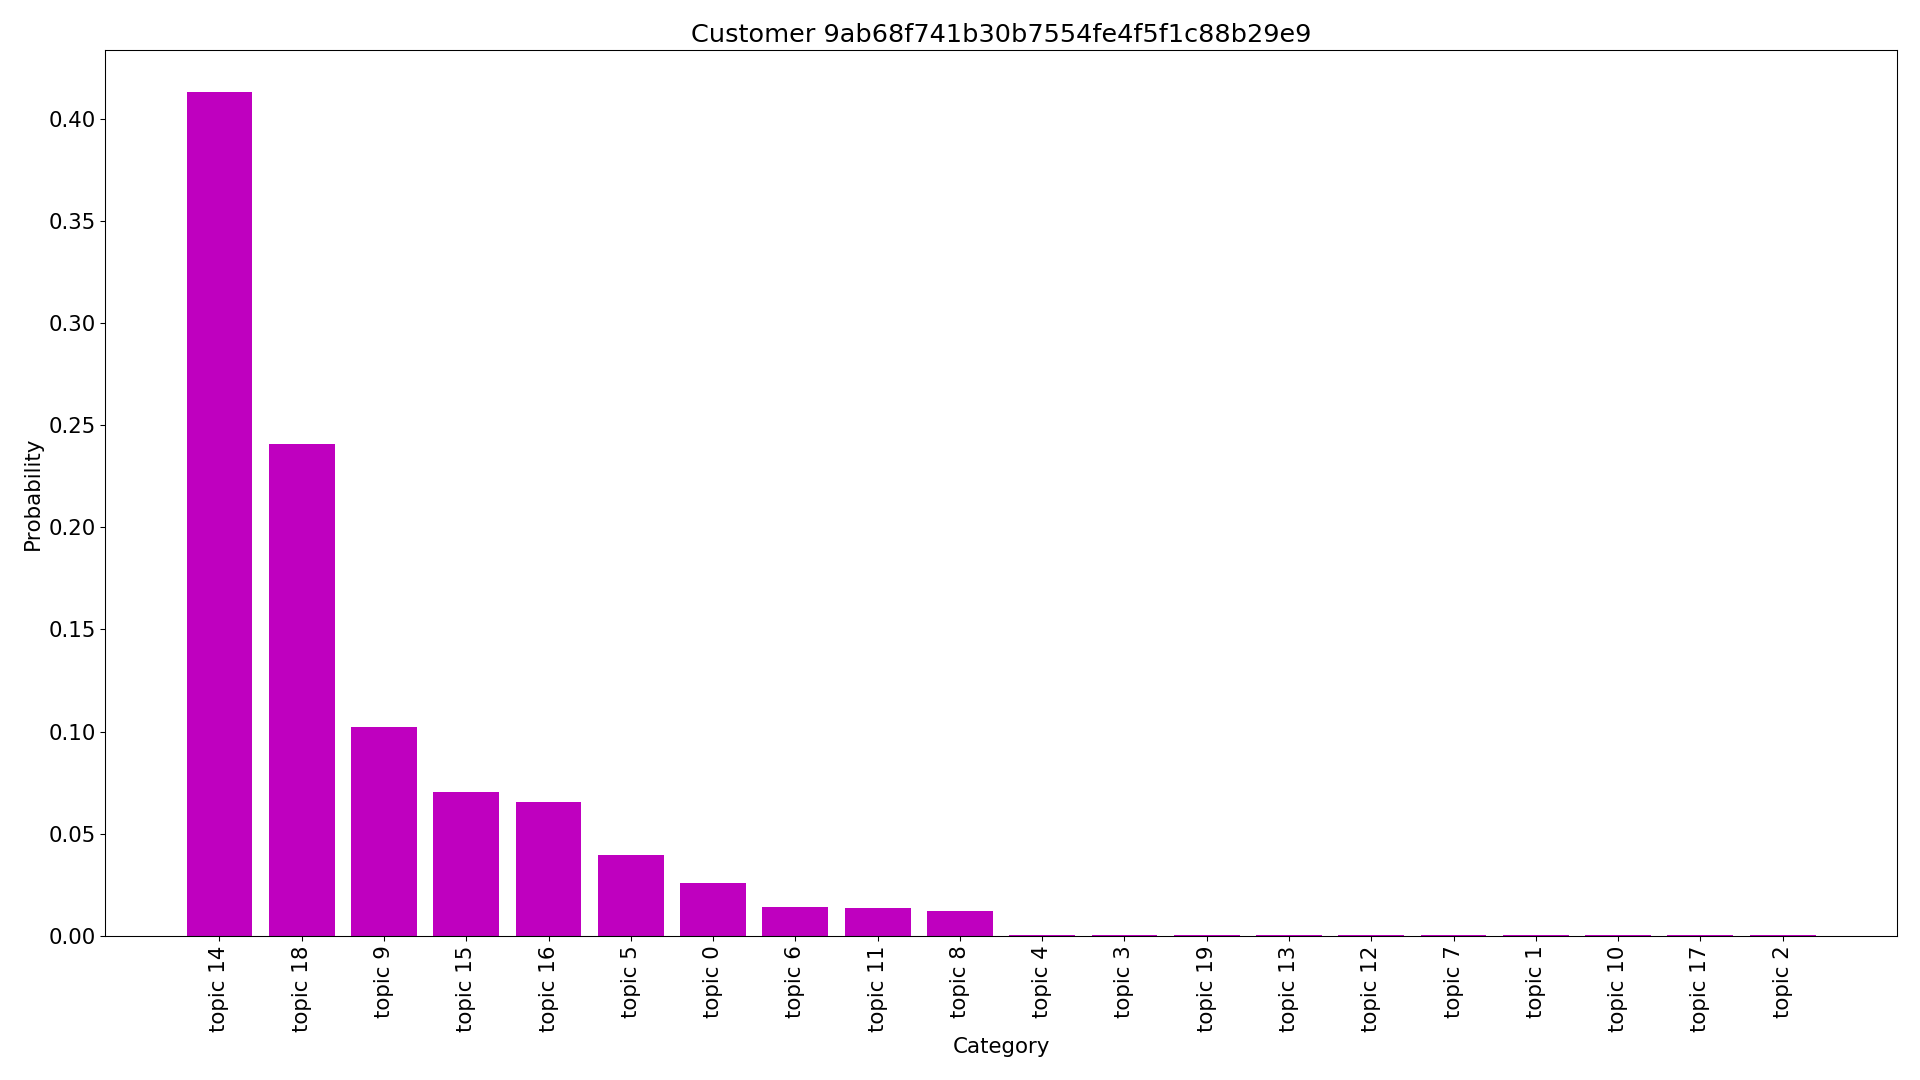 Customer 9ab68f741b30b7554fe4f5f1c88b29e9
Probability
0.40
0.35
0.30
0.25
0.20
0.15
0.10
0.05
0.00
topic 14
topic 18
topic 9
topic 15
topic 16
topic 5
topic 0
topic 6
topic 11
topic 8
topic 4
topic 3
topic 19
topic 13
topic 12
topic 7
topic 1
topic 10
topic 17
topic 2
Category